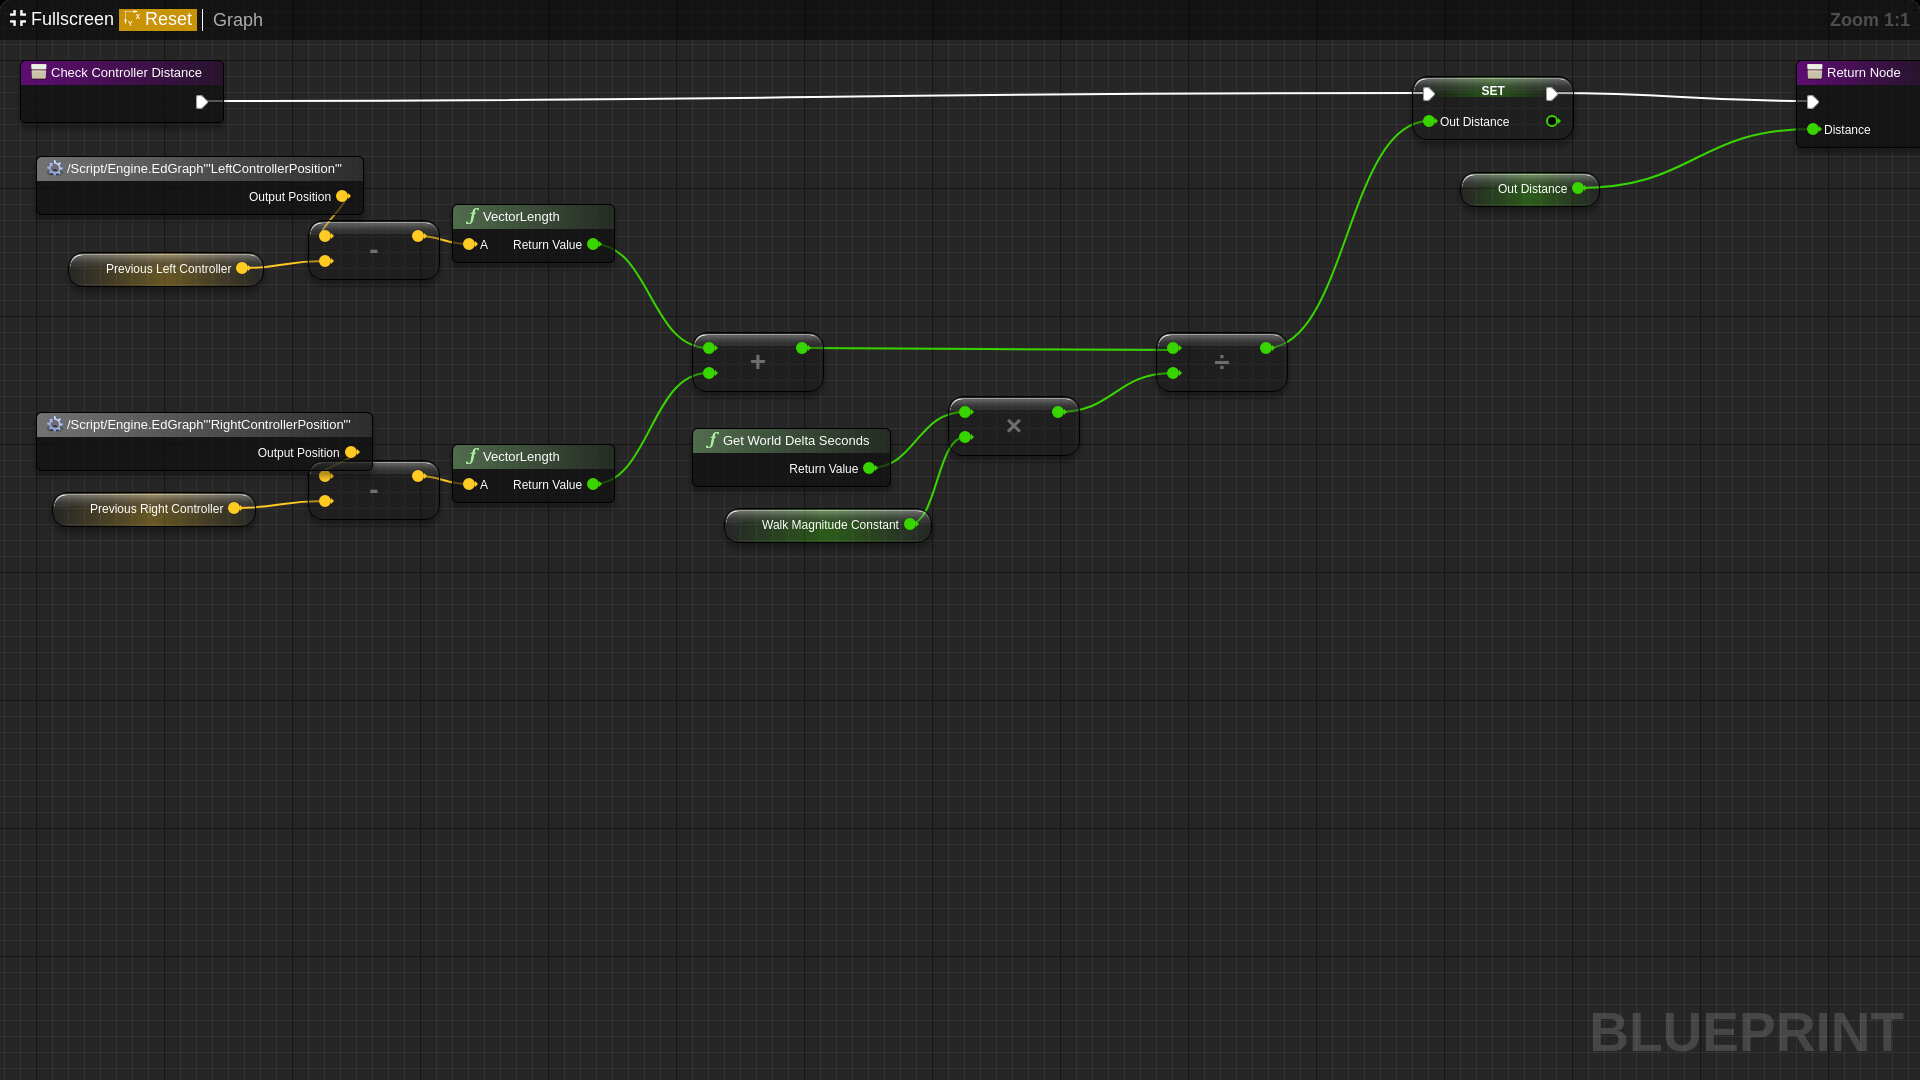 Fullscreen Reset Graph Zoom 1:1
Check Controller Distance
SET
Out Distance
Return Node
Distance
Out Distance
/Script/Engine.EdGraph'"LeftControllerPosition"'
Output Position
Previous Left Controller
-
VectorLength
A Return Value
+
÷
/Script/Engine.EdGraph'"RightControllerPosition"'
Output Position
Previous Right Controller
-
VectorLength
A Return Value
Get World Delta Seconds
Return Value
×
Walk Magnitude Constant
BLUEPRINT